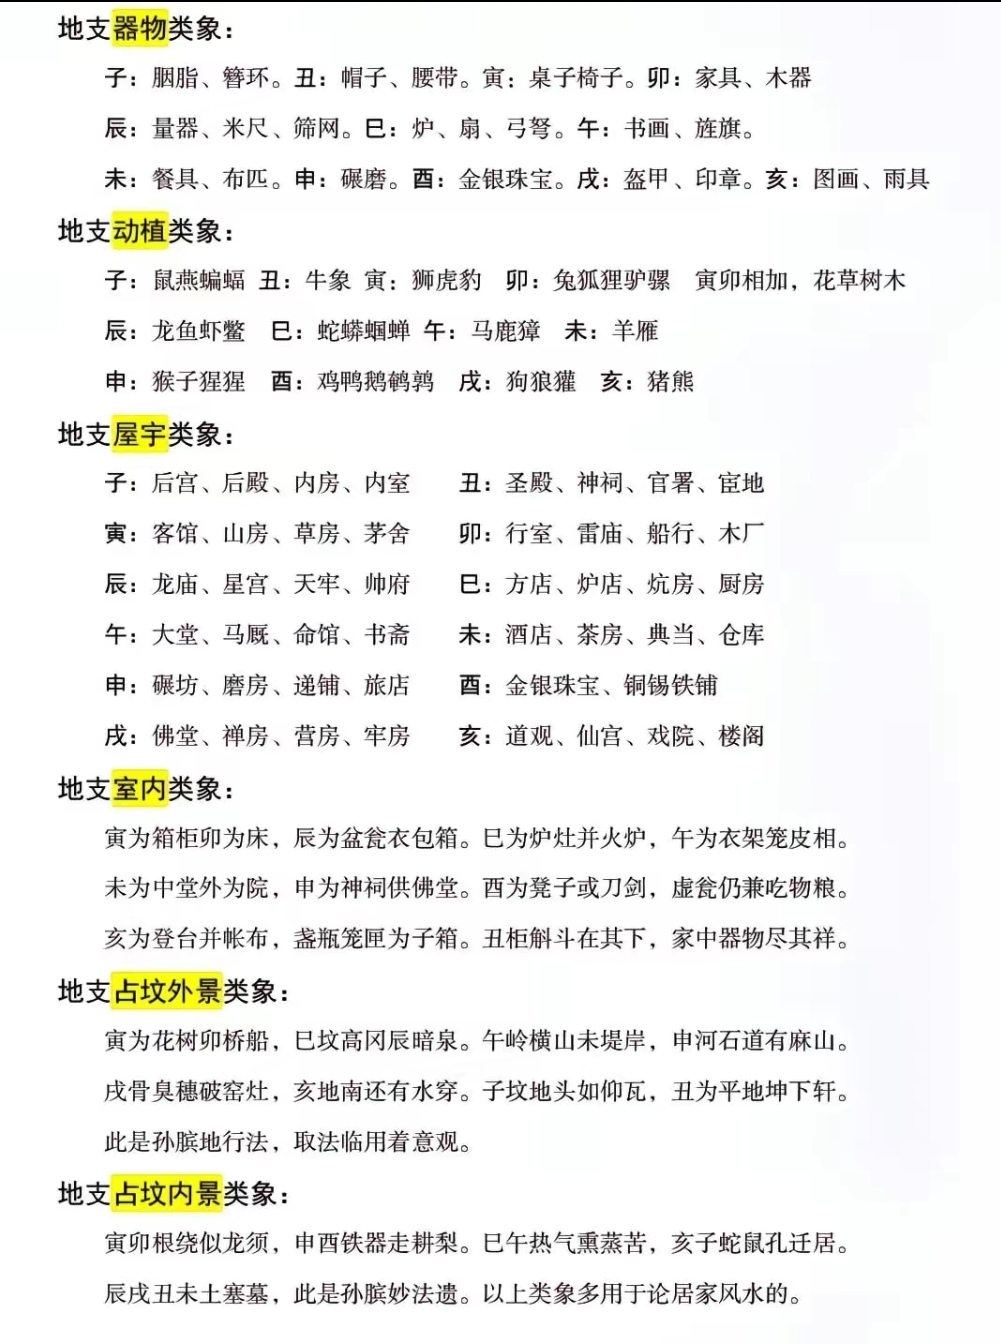 地支器物类象：
子：胭脂、簪环。丑：帽子、腰带。寅：桌子椅子。卯：家具、木器
辰：量器、米尺、筛网。巳：炉、扇、弓弩。午：书画、旌旗。
未：餐具、布匹。申：碾磨。酉：金银珠宝。戌：盔甲、印章。亥：图画、雨具
地支动植类象：
子：鼠燕蝙蝠 丑：牛象 寅：狮虎豹 卯：兔狐狸驴骡 寅卯相加，花草树木
辰：龙鱼虾鳖 巳：蛇蟒蝈蝉 午：马鹿獐 未：羊雁
申：猴子猩猩 酉：鸡鸭鹅鹌鹑 戌：狗狼獾 亥：猪熊
地支屋宇类象：
子：后宫、后殿、内房、内室 丑：圣殿、神祠、官署、宦地
寅：客馆、山房、草房、茅舍 卯：行室、雷庙、船行、木厂
辰：龙庙、星宫、天牢、帅府 巳：方店、炉店、炕房、厨房
午：大堂、马厩、命馆、书斋 未：酒店、茶房、典当、仓库
申：碾坊、磨房、递铺、旅店 酉：金银珠宝、铜锡铁铺
戌：佛堂、禅房、营房、牢房 亥：道观、仙宫、戏院、楼阁
地支室内类象：
寅为箱柜卯为床，辰为盆瓮衣包箱。巳为炉灶并火炉，午为衣架笼皮相。
未为中堂外为院，申为神祠供佛堂。酉为凳子或刀剑，虚瓮仍兼吃物粮。
亥为登台并帐布，盏瓶笼匣为子箱。丑柜斛斗在其下，家中器物尽其祥。
地支占坟外景类象：
寅为花树卯桥船，巳坟高冈辰暗泉。午岭横山未堤岸，申河石道有麻山。
戌骨臭穗破窑灶，亥地南还有水穿。子坟地头如仰瓦，丑为平地坤下轩。
此是孙膑地行法，取法临用着意观。
地支占坟内景类象：
寅卯根绕似龙须，申酉铁器走耕梨。巳午热气熏蒸苦，亥子蛇鼠孔迁居。
辰戌丑未土塞墓，此是孙膑妙法遗。以上类象多用于论居家风水的。